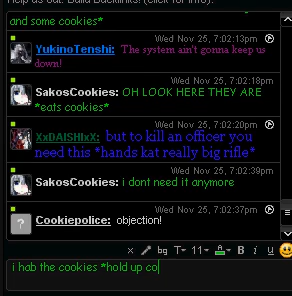 Help us out. Build Backlinks! (click for info).
and some cookies*
Wed Nov 25, 7:02:13pm
YukinoTenshi: The system ain't gonna keep us
down!
Wed Nov 25, 7:02:18pm
SakosCookies: OH LOOK HERE THEY ARE
*eats cookies*
Wed Nov 25, 7:02:20pm
XxDAISHIxX: but to kill an officer you
need this *hands kat really big rifle*
Wed Nov 25, 7:02:39pm
SakosCookies: i dont need it anymore
Wed Nov 25, 7:02:37pm
Cookiepolice: objection!
bg T A B i u
i hab the cookies *hold up co